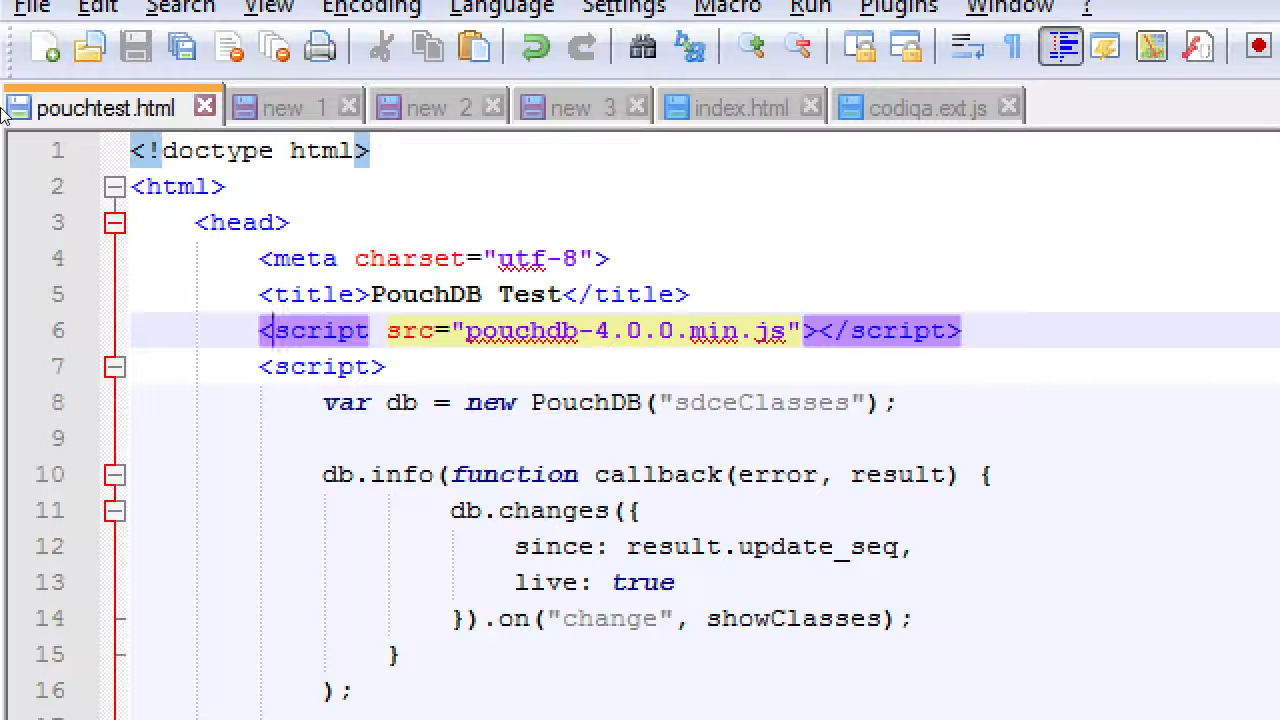 File Edit Search View Encoding Language Settings Macro Run Plugins Window ?
pouchtest.html new 1 new 2 new 3 index.html codiqa.ext.js
1 <!doctype html>
2 <html>
3 <head>
4 <meta charset="utf-8">
5 <title>PouchDB Test</title>
6 <script src="pouchdb-4.0.0.min.js"></script>
7 <script>
8 var db = new PouchDB("sdceClasses");
9
10 db.info(function callback(error, result) {
11 db.changes({
12 since: result.update_seq,
13 live: true
14 }).on("change", showClasses);
15 }
16 );